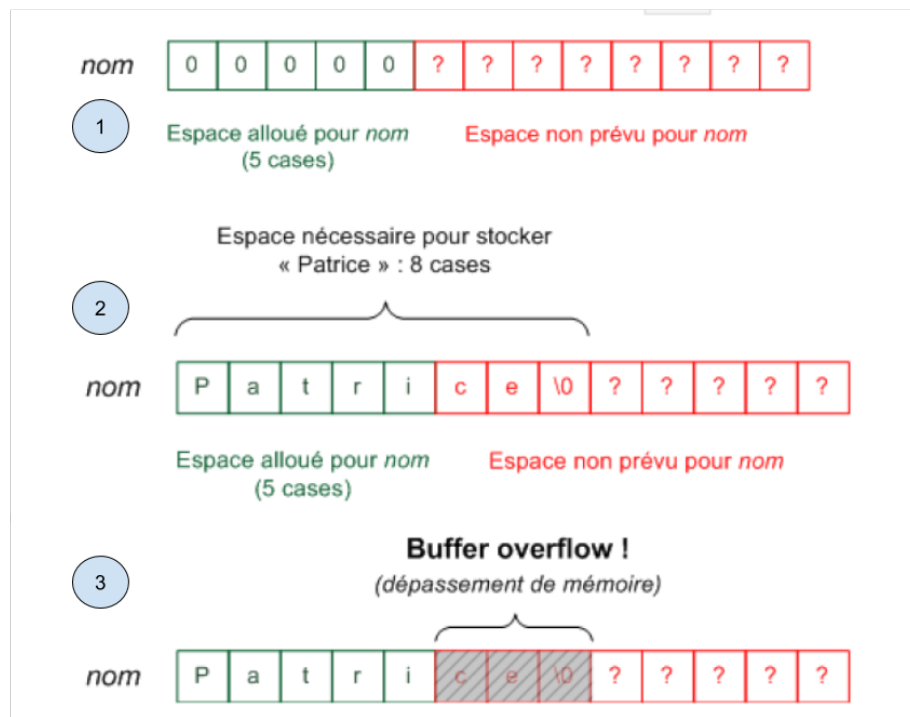 nom 0 0 0 0 0 ? ? ? ? ? ? ? ?
1
Espace alloué pour nom
(5 cases)
Espace non prévu pour nom
Espace nécessaire pour stocker
« Patrice » : 8 cases
2
nom P a t r i c e \0 ? ? ? ? ?
Espace alloué pour nom
(5 cases)
Espace non prévu pour nom
Buffer overflow !
(dépassement de mémoire)
3
nom P a t r i c e \0 ? ? ? ? ?